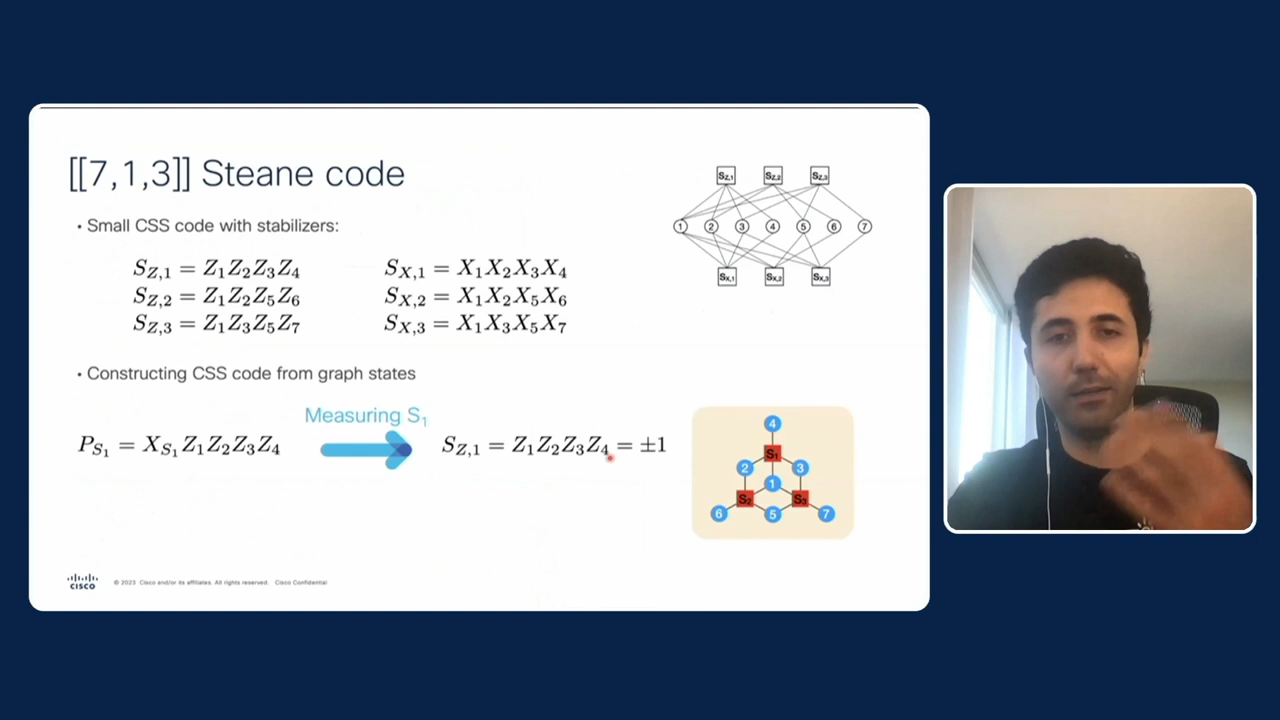 [[7,1,3]] Steane code
• Small CSS code with stabilizers:
S_{Z,1} = Z_1Z_2Z_3Z_4
S_{X,1} = X_1X_2X_3X_4
S_{Z,2} = Z_1Z_2Z_5Z_6
S_{X,2} = X_1X_2X_5X_6
S_{Z,3} = Z_1Z_3Z_5Z_7
S_{X,3} = X_1X_3X_5X_7
S_{Z,1} S_{Z,2} S_{Z,3}
1 2 3 4 5 6 7
S_{X,1} S_{X,2} S_{X,3}
• Constructing CSS code from graph states
Measuring S_1
P_{S_1} = X_{S_1}Z_1Z_2Z_3Z_4
S_{Z,1} = Z_1Z_2Z_3Z_4 = ±1
4
S_1
2 3
1
S_2 S_3
6 5 7
CISCO
© 2023 Cisco and/or its affiliates. All rights reserved. Cisco Confidential